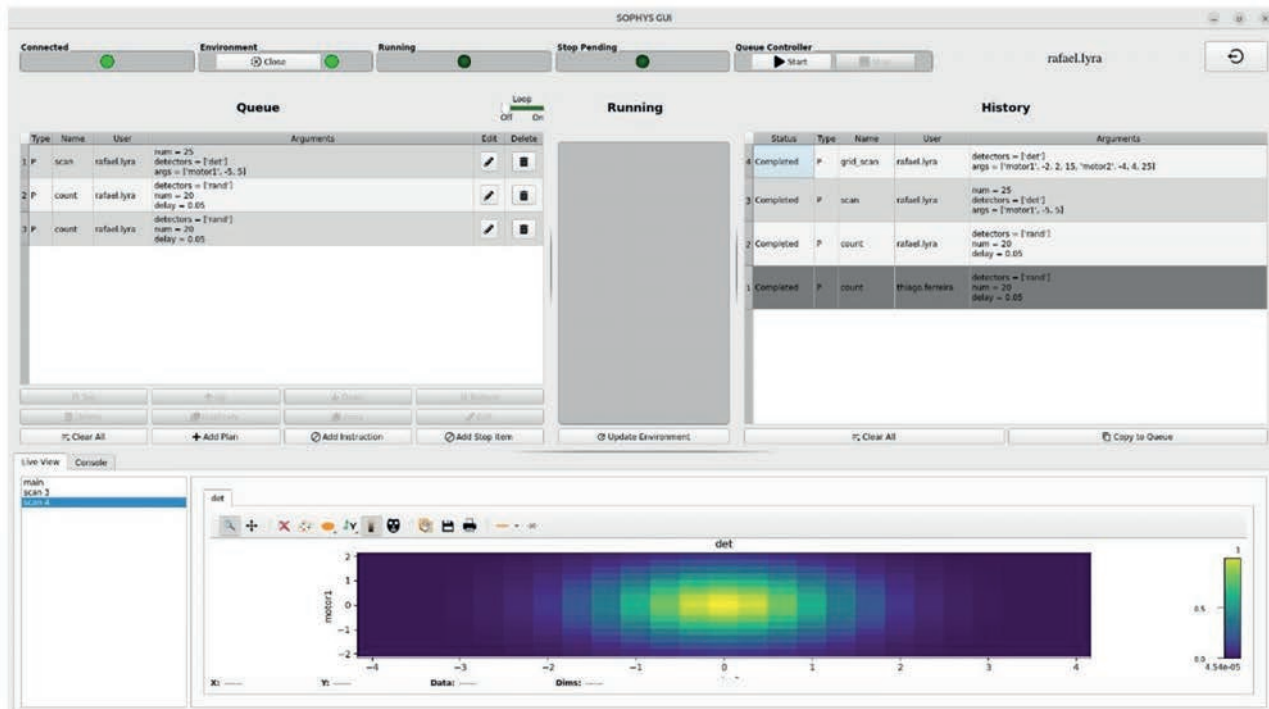 SOPHYS GUI
Connected
Environment
Running
Stop Pending
Queue Controller
Close
Start
rafael.lyra
Queue
Loop
Off On
Running
History
Type Name User Arguments Edit Delete
1 P scan rafael.lyra
num = 25
detectors = ['det']
args = ['motor1', -5, 5]
2 P count rafael.lyra
detectors = ['rand']
num = 20
delay = 0.05
3 P count rafael.lyra
detectors = ['rand']
num = 20
delay = 0.05
Clear All
Add Plan
Add Instruction
Add Stop Item
Update Environment
Status Type Name User Arguments
4 Completed P grid_scan rafael.lyra
detectors = ['det']
args = ['motor1', -2, 2, 15, 'motor2', -4, 4, 25]
3 Completed P scan rafael.lyra
num = 25
detectors = ['det']
args = ['motor1', -5, 5]
2 Completed P count rafael.lyra
detectors = ['rand']
num = 20
delay = 0.05
1 Completed P count thiago.ferreira
detectors = ['rand']
num = 20
delay = 0.05
Clear All
Copy to Queue
Live View Console
main
scan 3
scan 4
det
det
motor1
2
1
0
−1
−2
−4 −3 −2 −1 0 1 2 3 4
1
0.5
0.0
4.54e-05
X: -----
Y: -----
Data: -----
Dims: -----